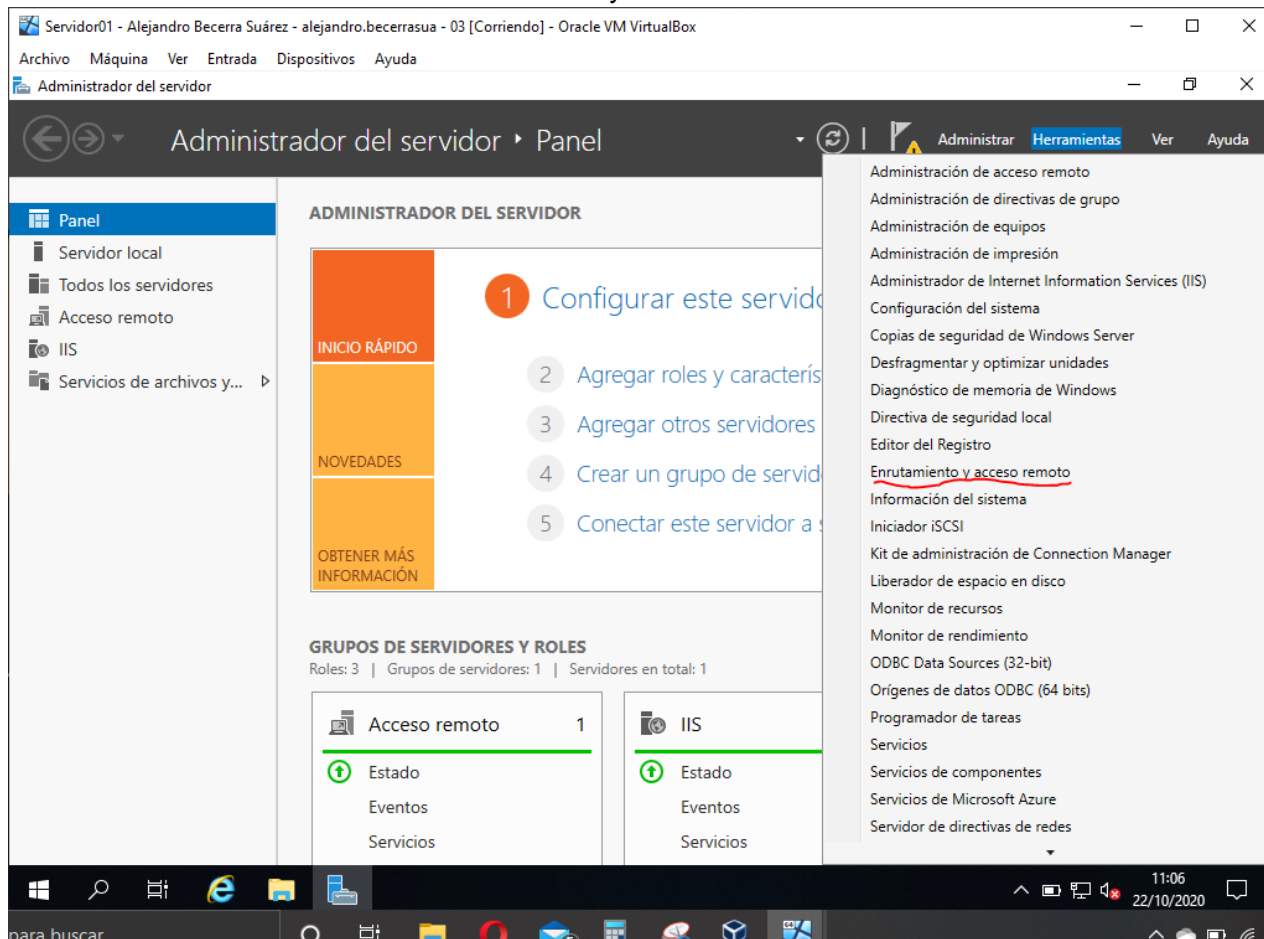 Servidor01 - Alejandro Becerra Suárez - alejandro.becerrasua - 03 [Corriendo] - Oracle VM VirtualBox
Archivo Máquina Ver Entrada Dispositivos Ayuda
Administrador del servidor
Administrador del servidor Panel
Administrar Herramientas Ver Ayuda
Panel
Servidor local
Todos los servidores
Acceso remoto
IIS
Servicios de archivos y...
ADMINISTRADOR DEL SERVIDOR
INICIO RÁPIDO
NOVEDADES
OBTENER MÁS
INFORMACIÓN
1 Configurar este servido
2 Agregar roles y caracterís
3 Agregar otros servidores
4 Crear un grupo de servid
5 Conectar este servidor a s
GRUPOS DE SERVIDORES Y ROLES
Roles: 3 | Grupos de servidores: 1 | Servidores en total: 1
Acceso remoto 1
Estado
Eventos
Servicios
IIS
Estado
Eventos
Servicios
Administración de acceso remoto
Administración de directivas de grupo
Administración de equipos
Administración de impresión
Administrador de Internet Information Services (IIS)
Configuración del sistema
Copias de seguridad de Windows Server
Desfragmentar y optimizar unidades
Diagnóstico de memoria de Windows
Directiva de seguridad local
Editor del Registro
Enrutamiento y acceso remoto
Información del sistema
Iniciador iSCSI
Kit de administración de Connection Manager
Liberador de espacio en disco
Monitor de recursos
Monitor de rendimiento
ODBC Data Sources (32-bit)
Orígenes de datos ODBC (64 bits)
Programador de tareas
Servicios
Servicios de componentes
Servicios de Microsoft Azure
Servidor de directivas de redes
11:06
22/10/2020
para buscar